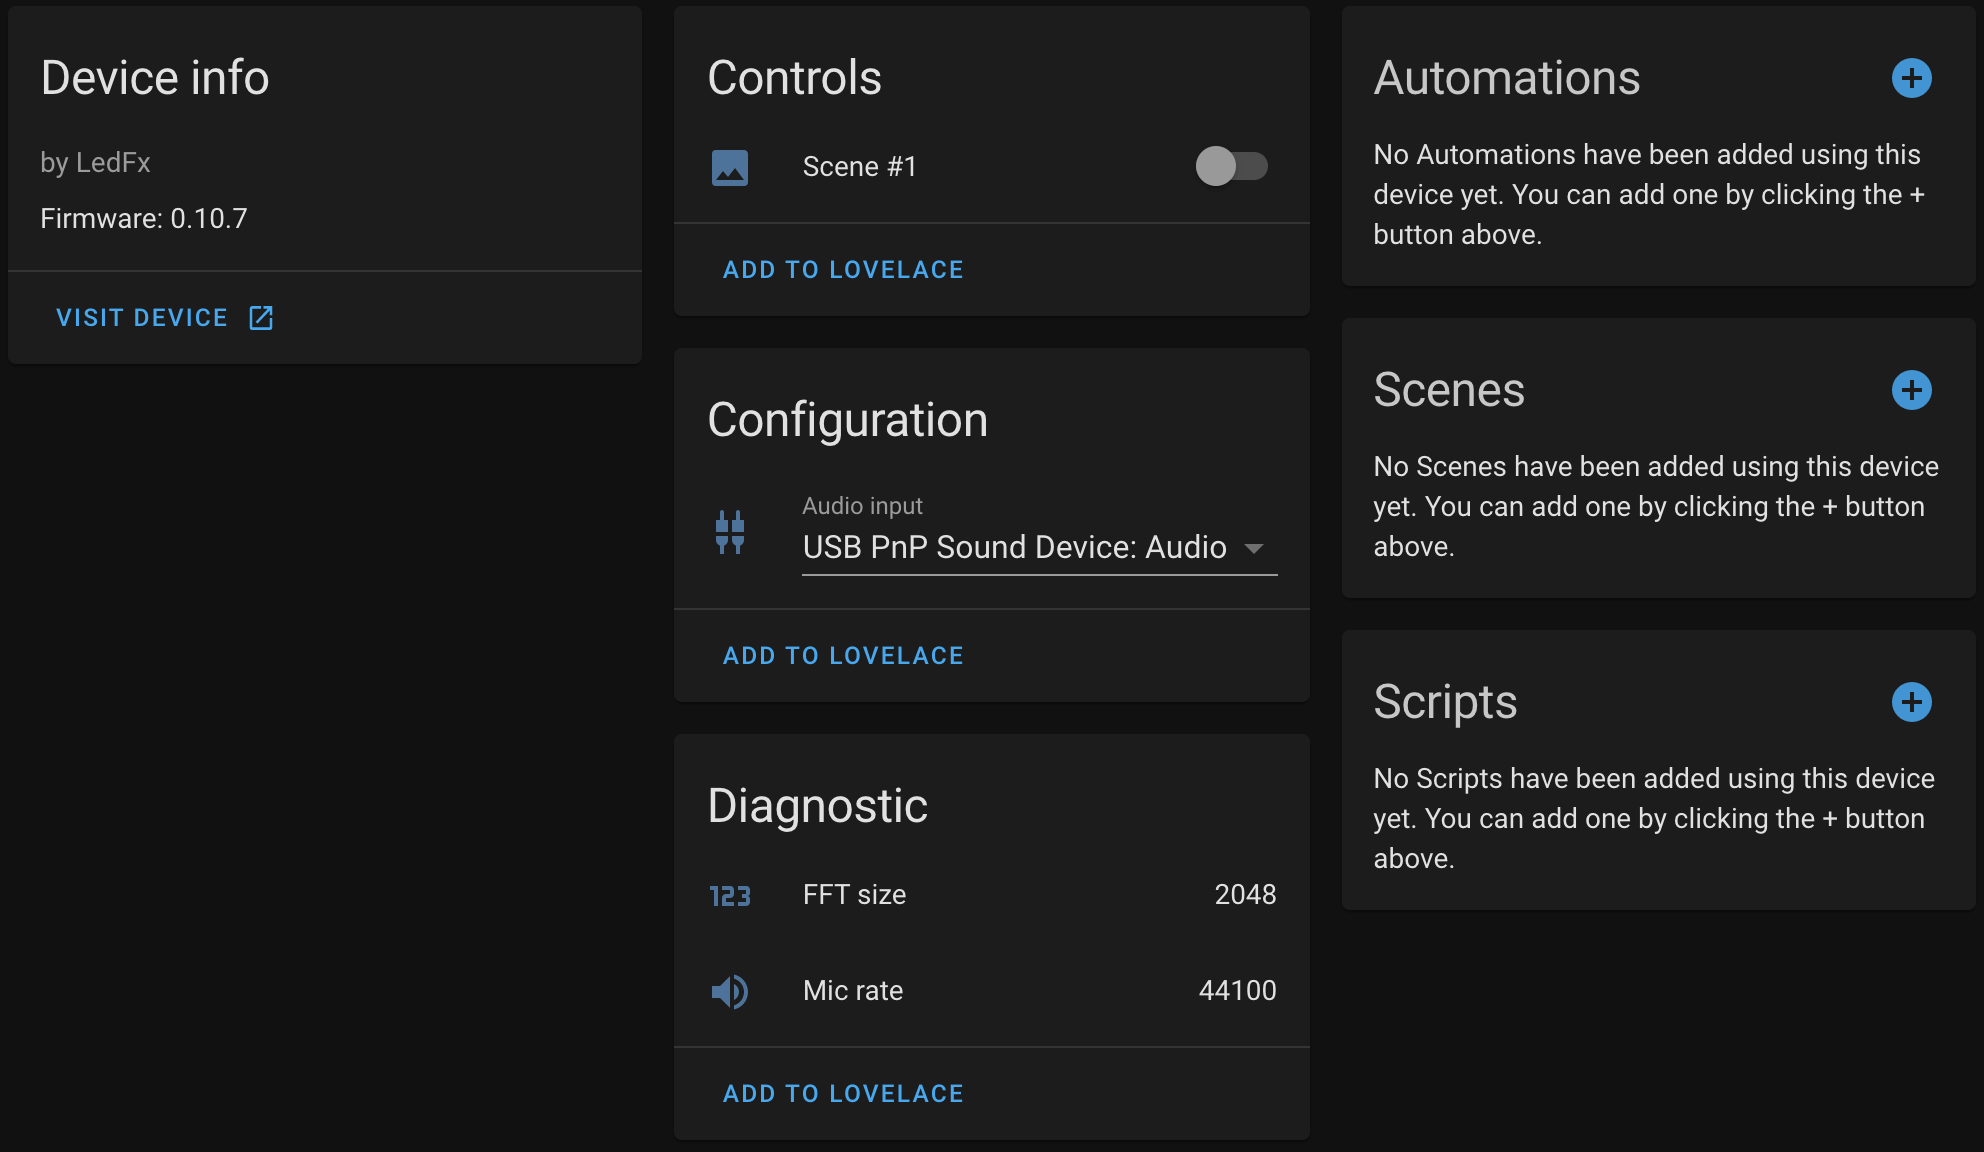 Device info
by LedFx
Firmware: 0.10.7
VISIT DEVICE
Controls
Scene #1
ADD TO LOVELACE
Configuration
Audio input
USB PnP Sound Device: Audio
ADD TO LOVELACE
Diagnostic
123
FFT size
2048
Mic rate
44100
ADD TO LOVELACE
Automations
No Automations have been added using this
device yet. You can add one by clicking the +
button above.
Scenes
No Scenes have been added using this device
yet. You can add one by clicking the + button
above.
Scripts
No Scripts have been added using this device
yet. You can add one by clicking the + button
above.